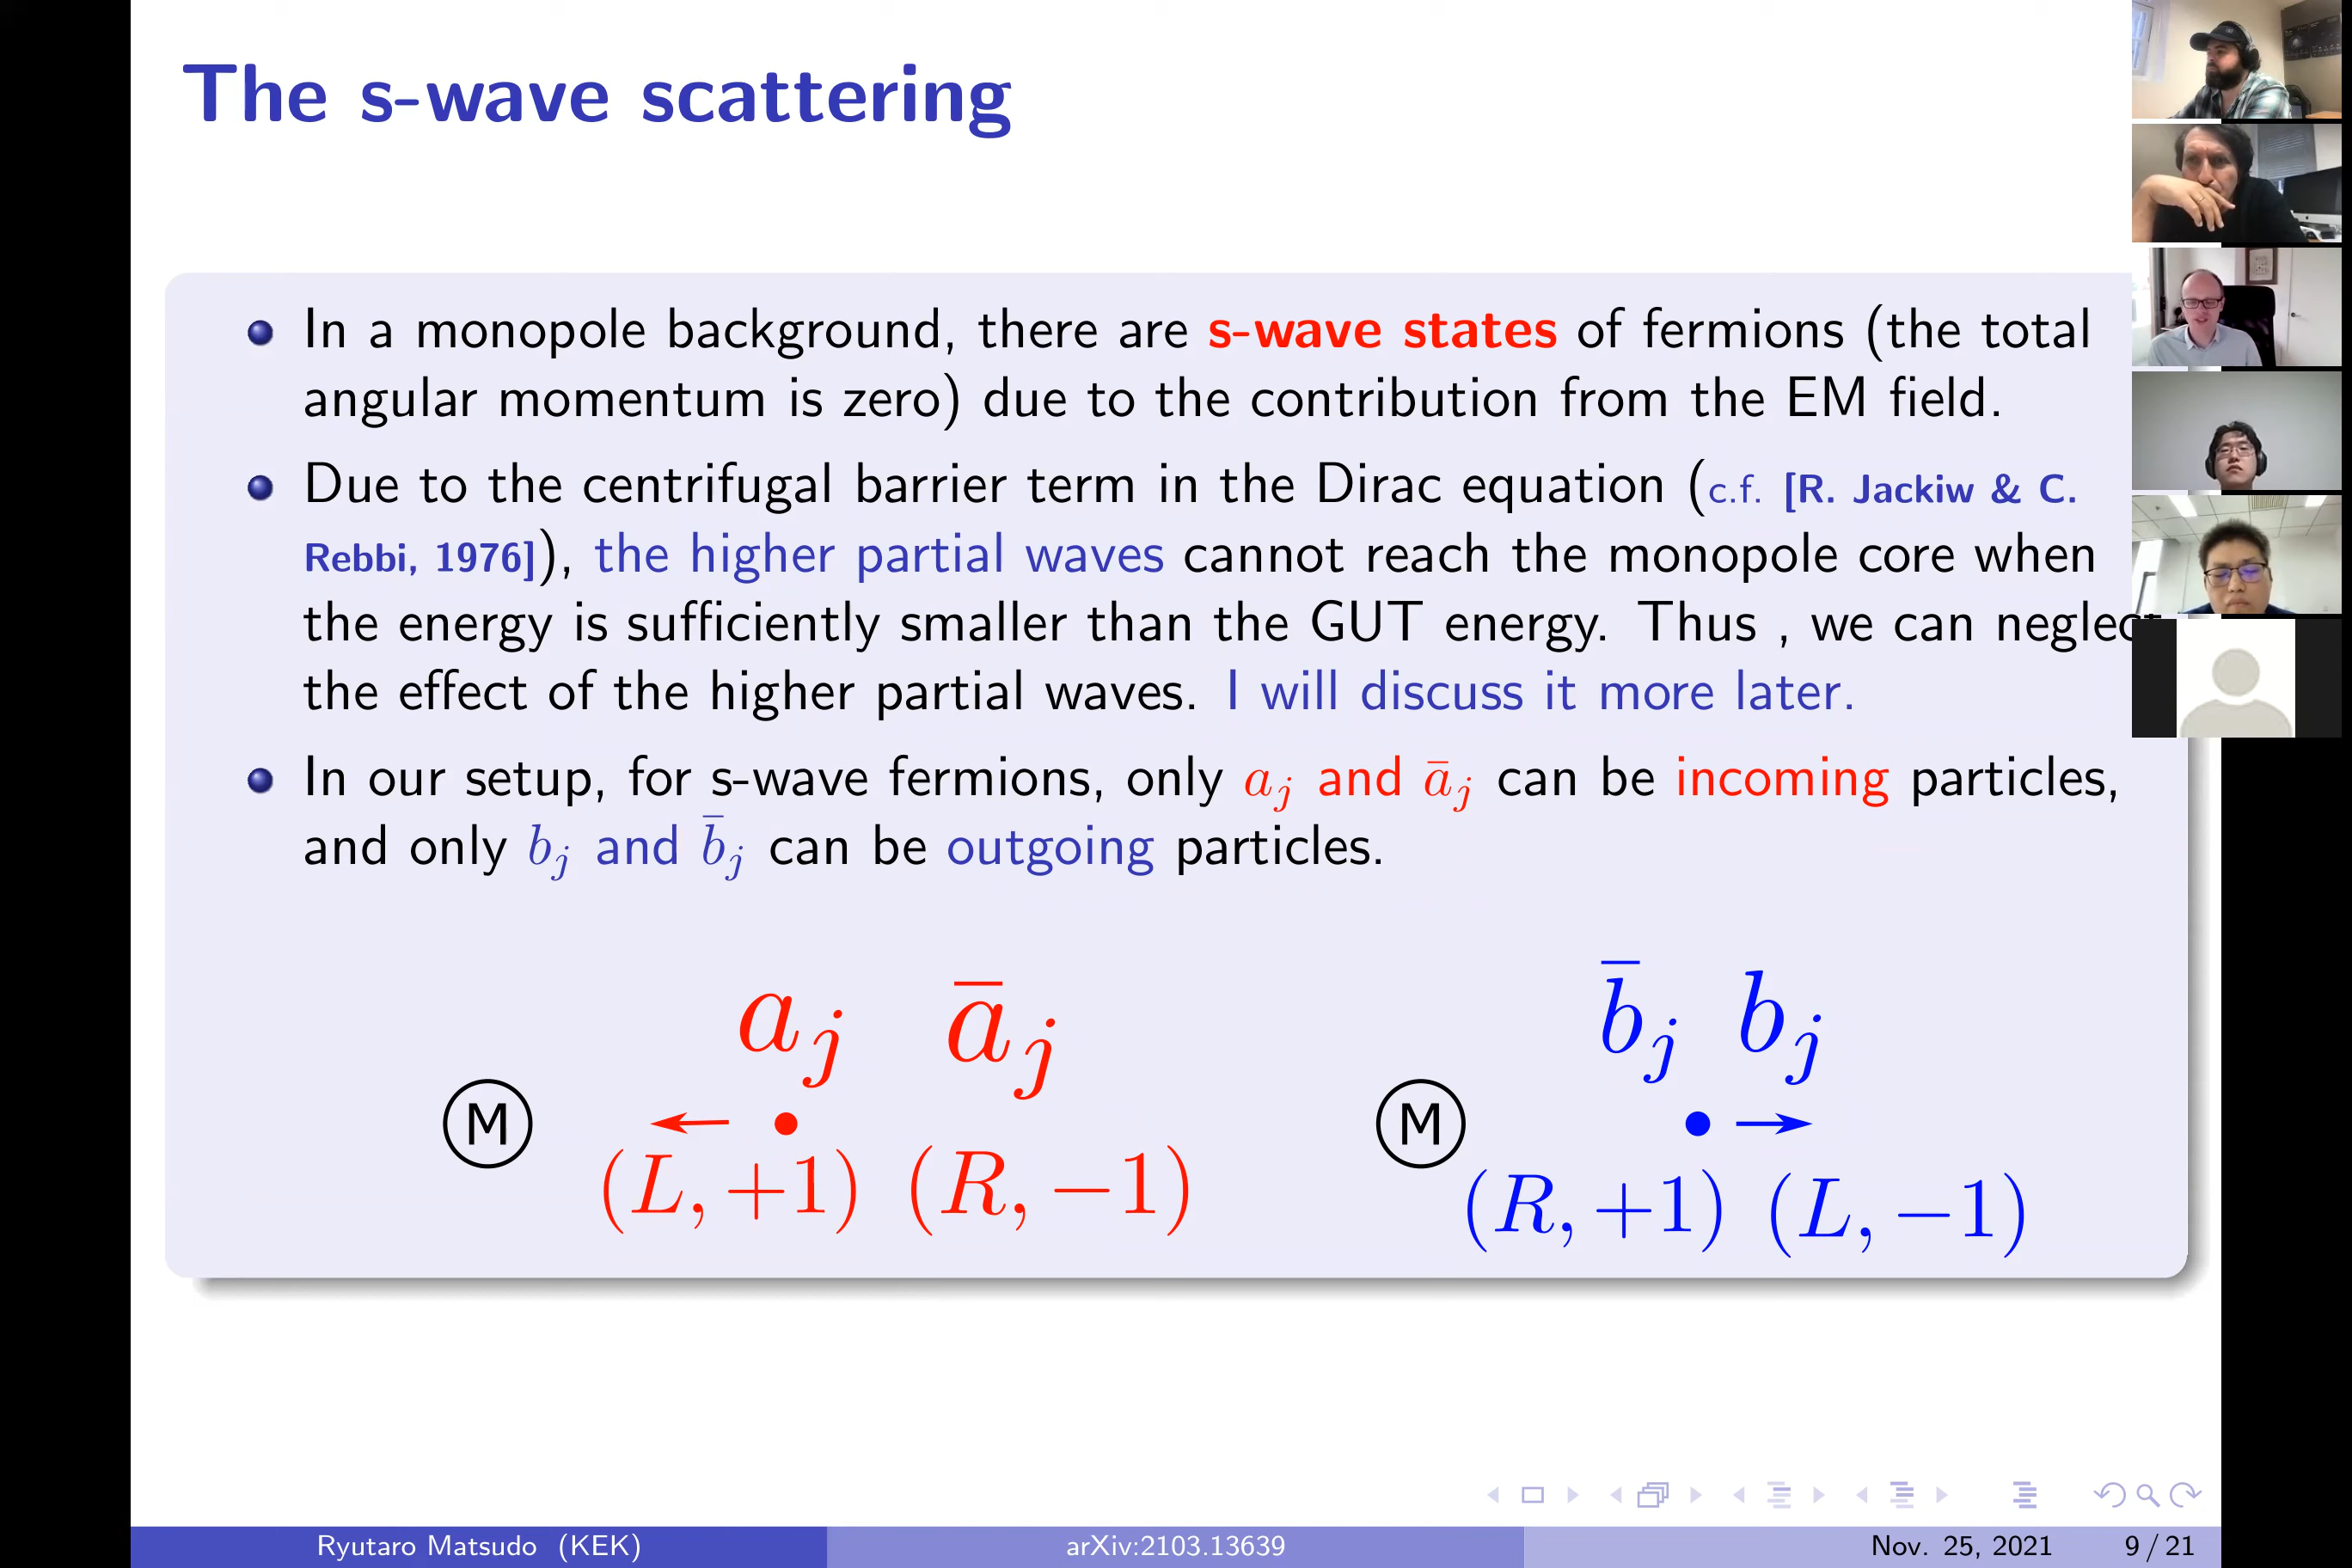 The s-wave scattering
In a monopole background, there are s-wave states of fermions (the total
angular momentum is zero) due to the contribution from the EM field.
Due to the centrifugal barrier term in the Dirac equation (c.f. [R. Jackiw & C.
Rebbi, 1976]), the higher partial waves cannot reach the monopole core when
the energy is sufficiently smaller than the GUT energy. Thus , we can neglect
the effect of the higher partial waves. I will discuss it more later.
In our setup, for s-wave fermions, only a_j and ā_j can be incoming particles,
and only b_j and b̄_j can be outgoing particles.
a_j ā_j b̄_j b_j
M M
(L, +1) (R, −1) (R, +1) (L, −1)
Ryutaro Matsudo (KEK) arXiv:2103.13639 Nov. 25, 2021 9 / 21